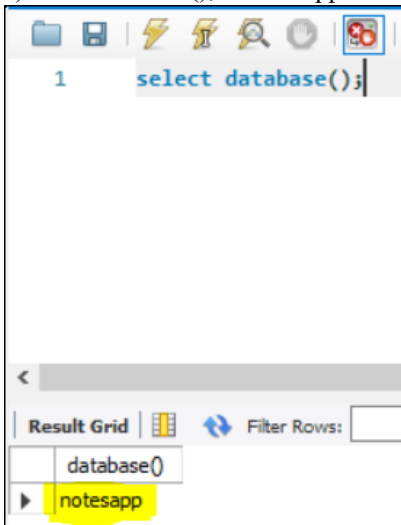 1 select database();
Result Grid Filter Rows:
database()
notesapp